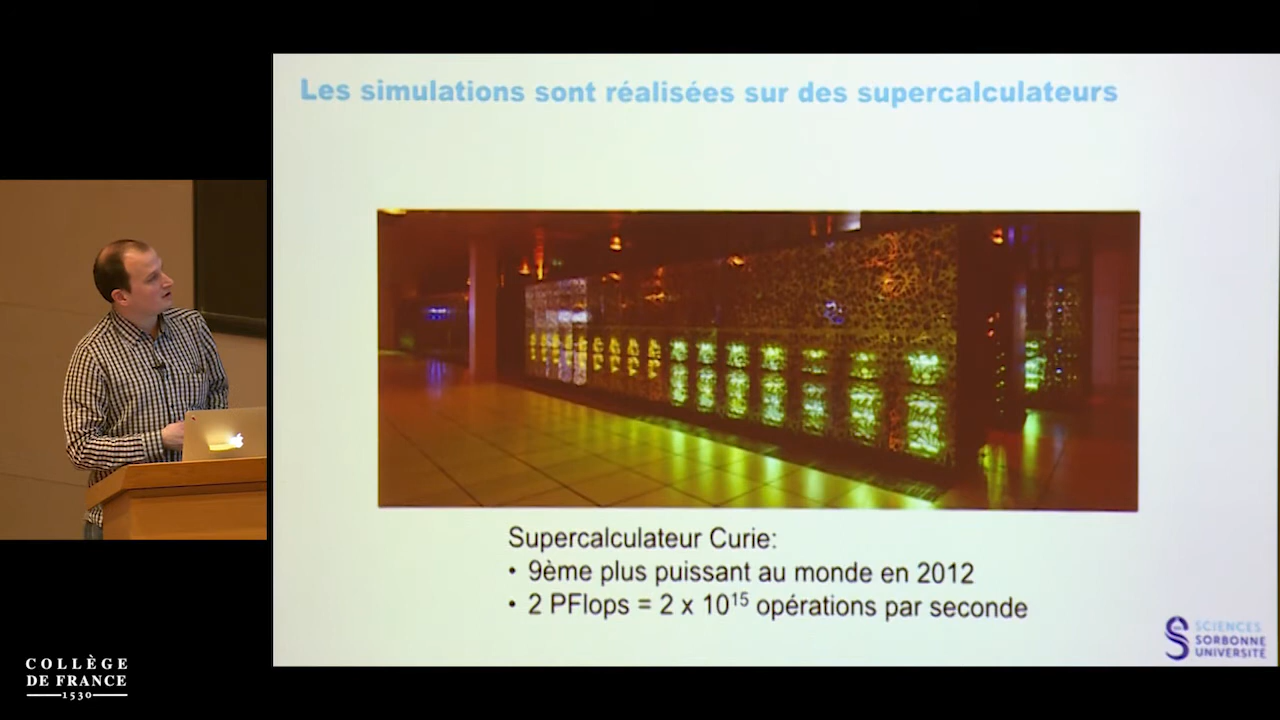 Les simulations sont réalisées sur des supercalculateurs
Supercalculateur Curie:
• 9ème plus puissant au monde en 2012
• 2 PFlops = 2 x 10¹⁵ opérations par seconde
SCIENCES
SORBONNE
UNIVERSITÉ
COLLÈGE
DE FRANCE
1530